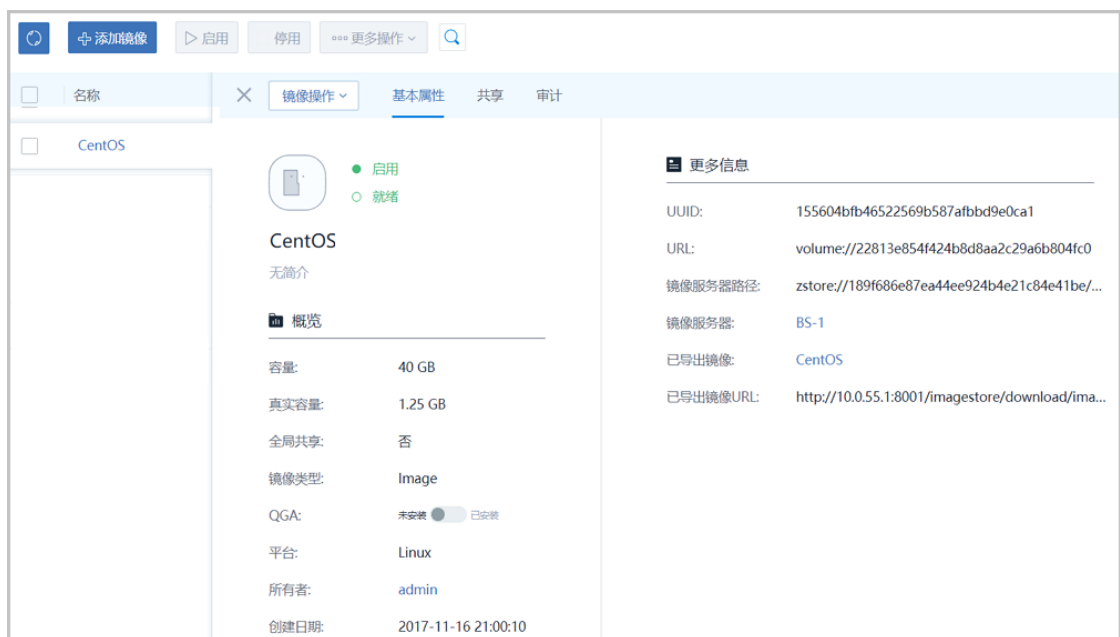 添加镜像 启用 停用 更多操作
名称 镜像操作 基本属性 共享 审计
CentOS
启用
就绪
CentOS
无简介
概览
容量: 40 GB
真实容量: 1.25 GB
全局共享: 否
镜像类型: Image
QGA: 未安装 已安装
平台: Linux
所有者: admin
创建日期: 2017-11-16 21:00:10
更多信息
UUID: 155604bfb46522569b587afbbd9e0ca1
URL: volume://22813e854f424b8d8aa2c29a6b804fc0
镜像服务器路径: zstore://189f686e87ea44ee924b4e21c84e41be/...
镜像服务器: BS-1
已导出镜像: CentOS
已导出镜像URL: http://10.0.55.1:8001/imagestore/download/ima...